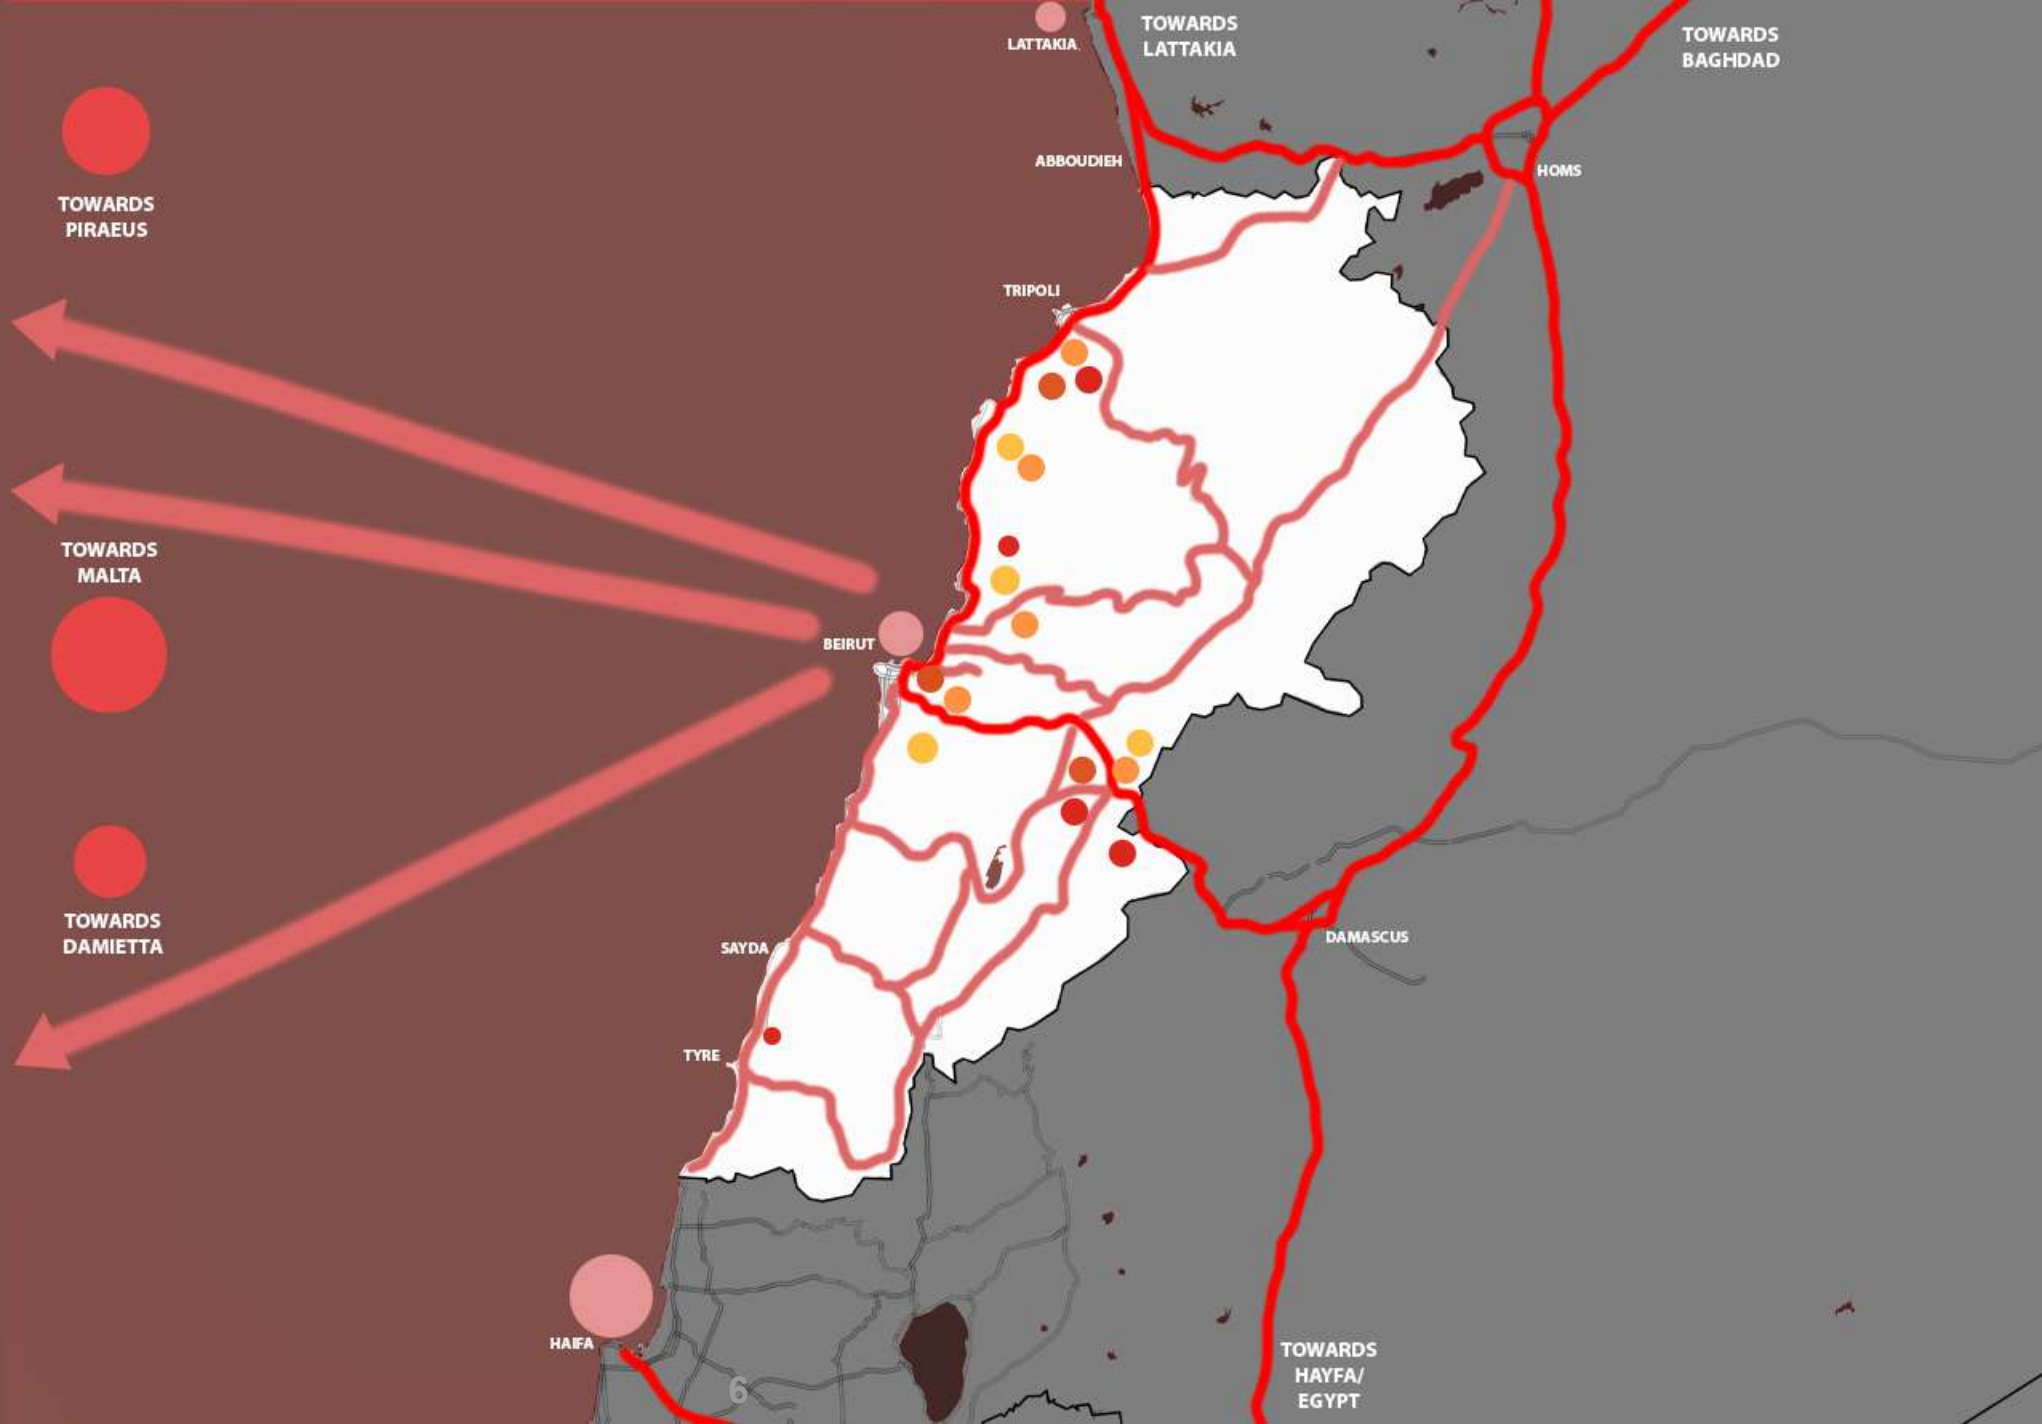 LATTAKIA
TOWARDS
LATTAKIA
TOWARDS
BAGHDAD
ABBOUDIEH
HOMS
TOWARDS
PIRAEUS
TRIPOLI
TOWARDS
MALTA
BEIRUT
TOWARDS
DAMIETTA
SAYDA
DAMASCUS
TYRE
HAIFA
TOWARDS
HAYFA/
EGYPT
6